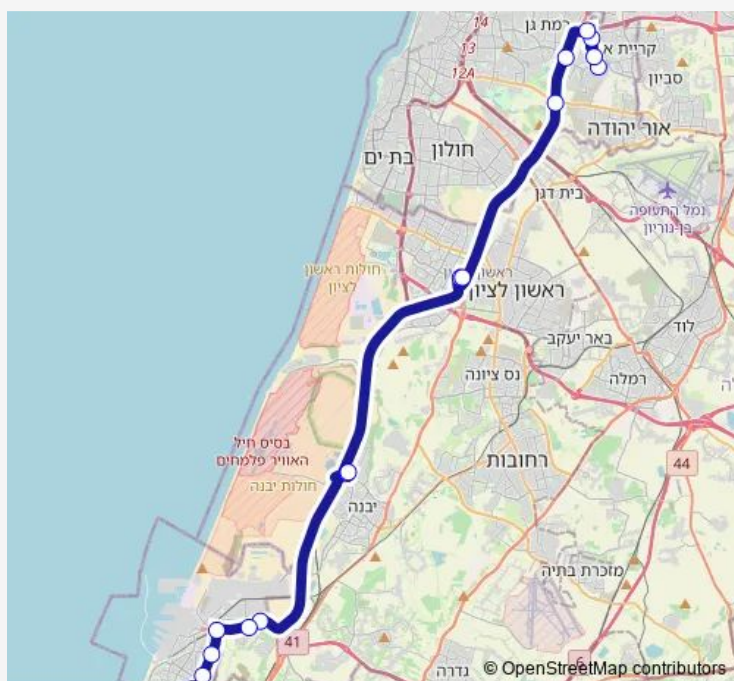 14
רמת גן
קריית א
13
12A
סביון
אור יהודה
חולון
בת ים
בית דגן
נמל התעופה
בן-גוריון
חולות ראשון
לציון
ראשון לציון
לוד
באר יעקב
נס ציונה
רמלה
בסיס חיל
האוויר פלמחים
רחובות
44
חולות יבנה
יבנה
מזכרת בתיה
41
6
גדרה
© OpenStreetMap contributors